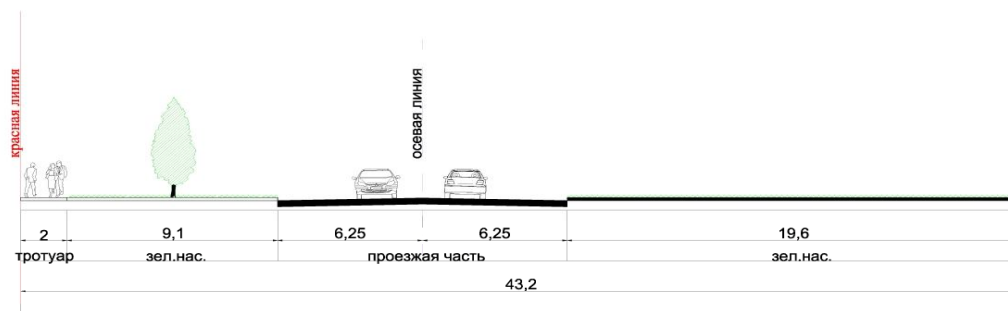 красная линия
осевая линия
2 9,1 6,25 6,25 19,6
тротуар зел.нас. проезжая часть зел.нас.
43,2